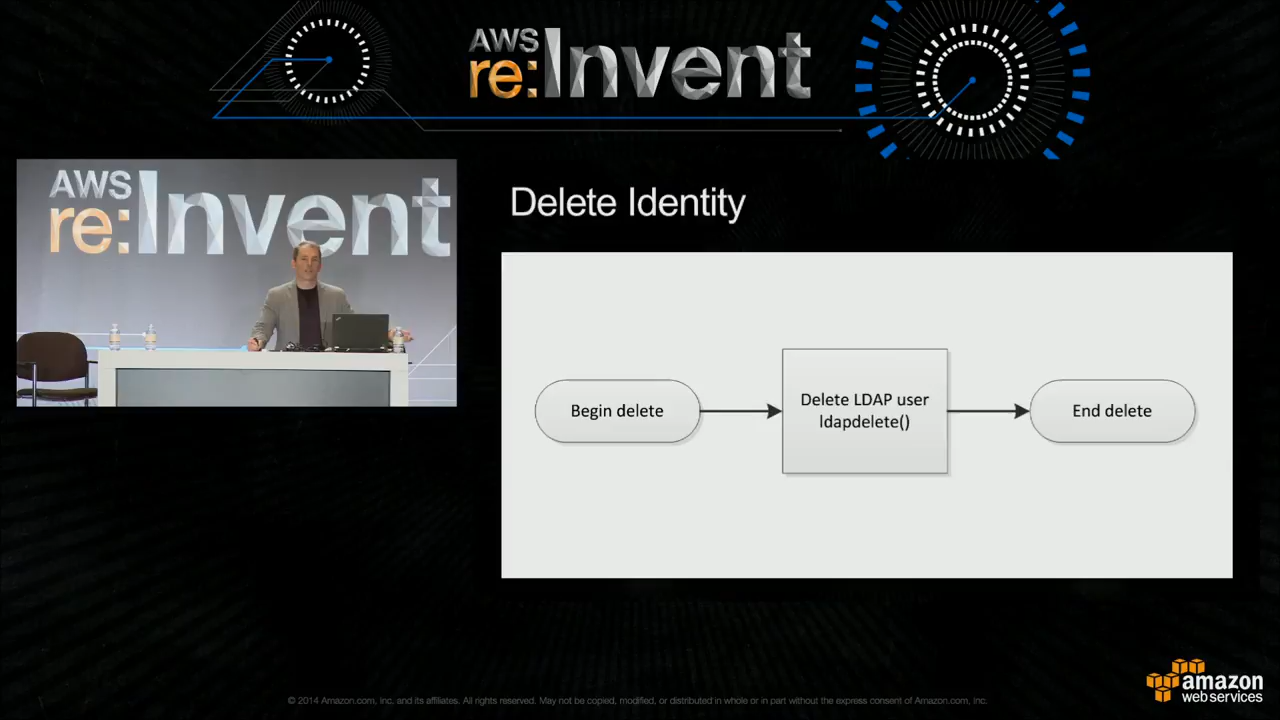 AWS
re:Invent
AWS
re:Invent
Delete Identity
Begin delete
Delete LDAP user
ldapdelete()
End delete
© 2014 Amazon.com, Inc. and its affiliates. All rights reserved. May not be copied, modified, or distributed in whole or in part without the express consent of Amazon.com, Inc.
amazon
web services